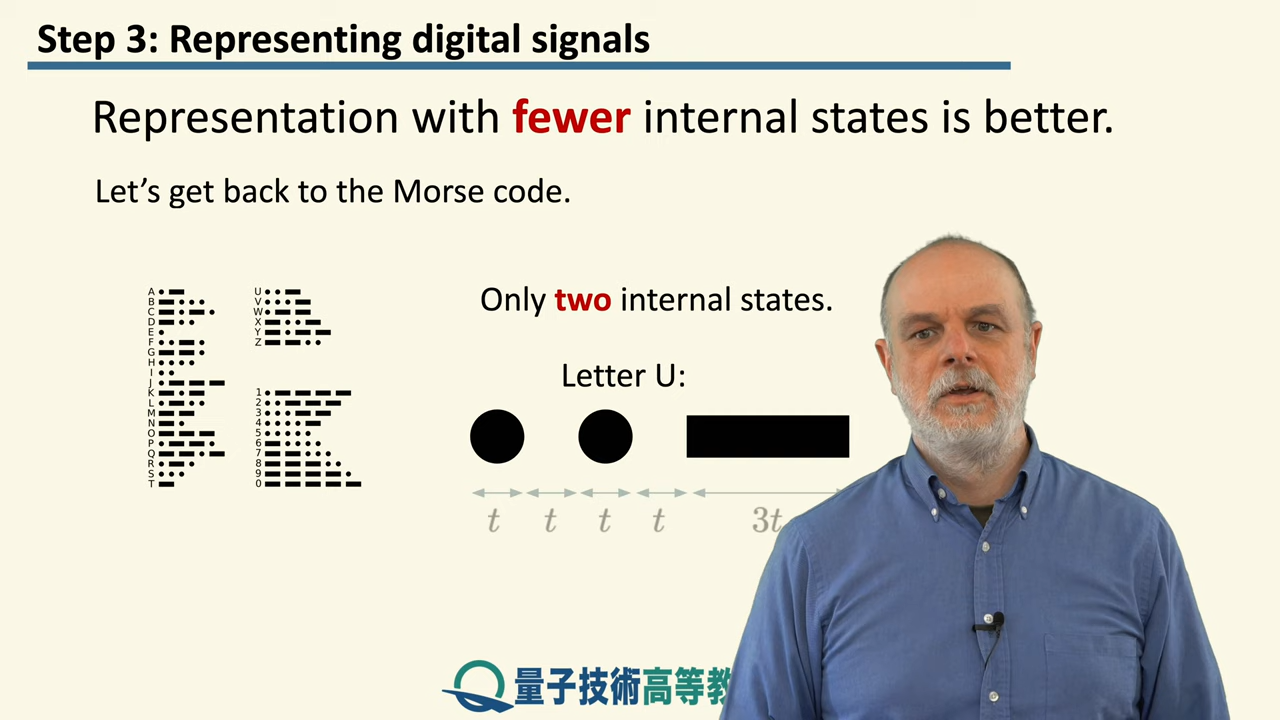 Step 3: Representing digital signals
Representation with fewer internal states is better.
Let's get back to the Morse code.
Only two internal states.
Letter U:
A
B
C
D
E
F
G
H
I
J
K
L
M
N
O
P
Q
R
S
T
U
V
W
X
Y
Z
1
2
3
4
5
6
7
8
9
0
t t t t 3t
量子技術高等教